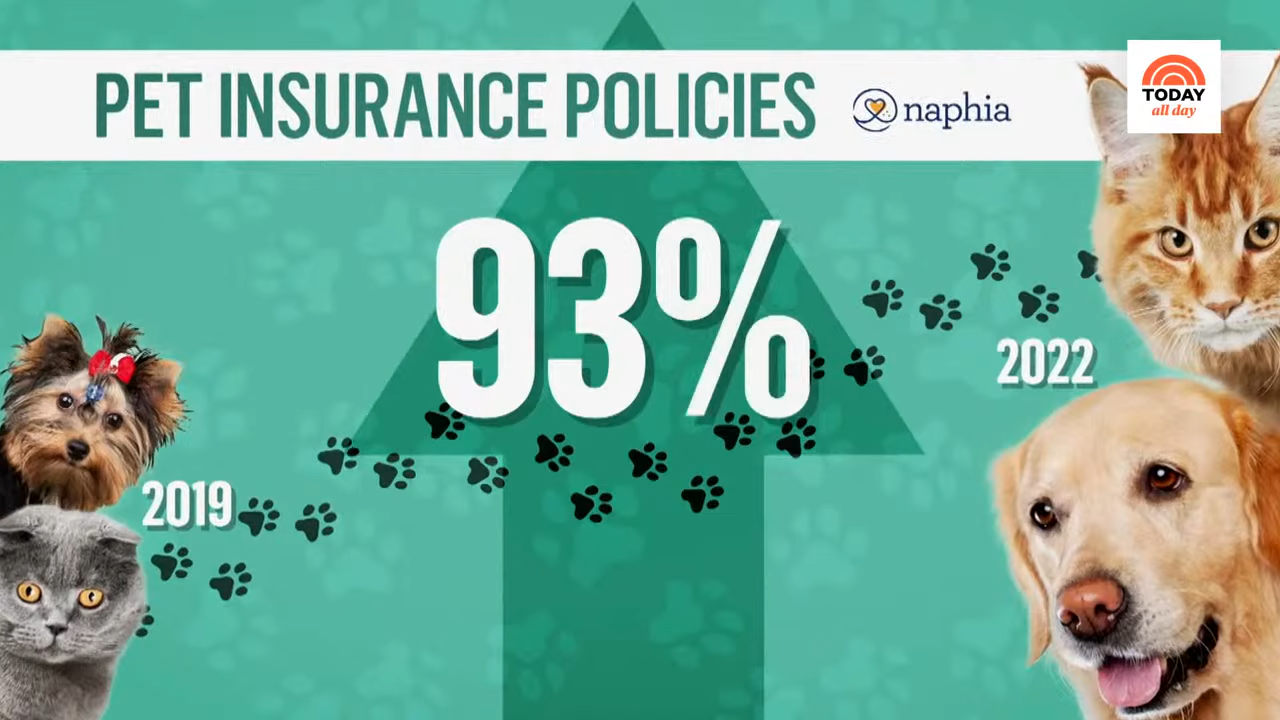 PET INSURANCE POLICIES
naphia
TODAY
all day
93%
2022
2019